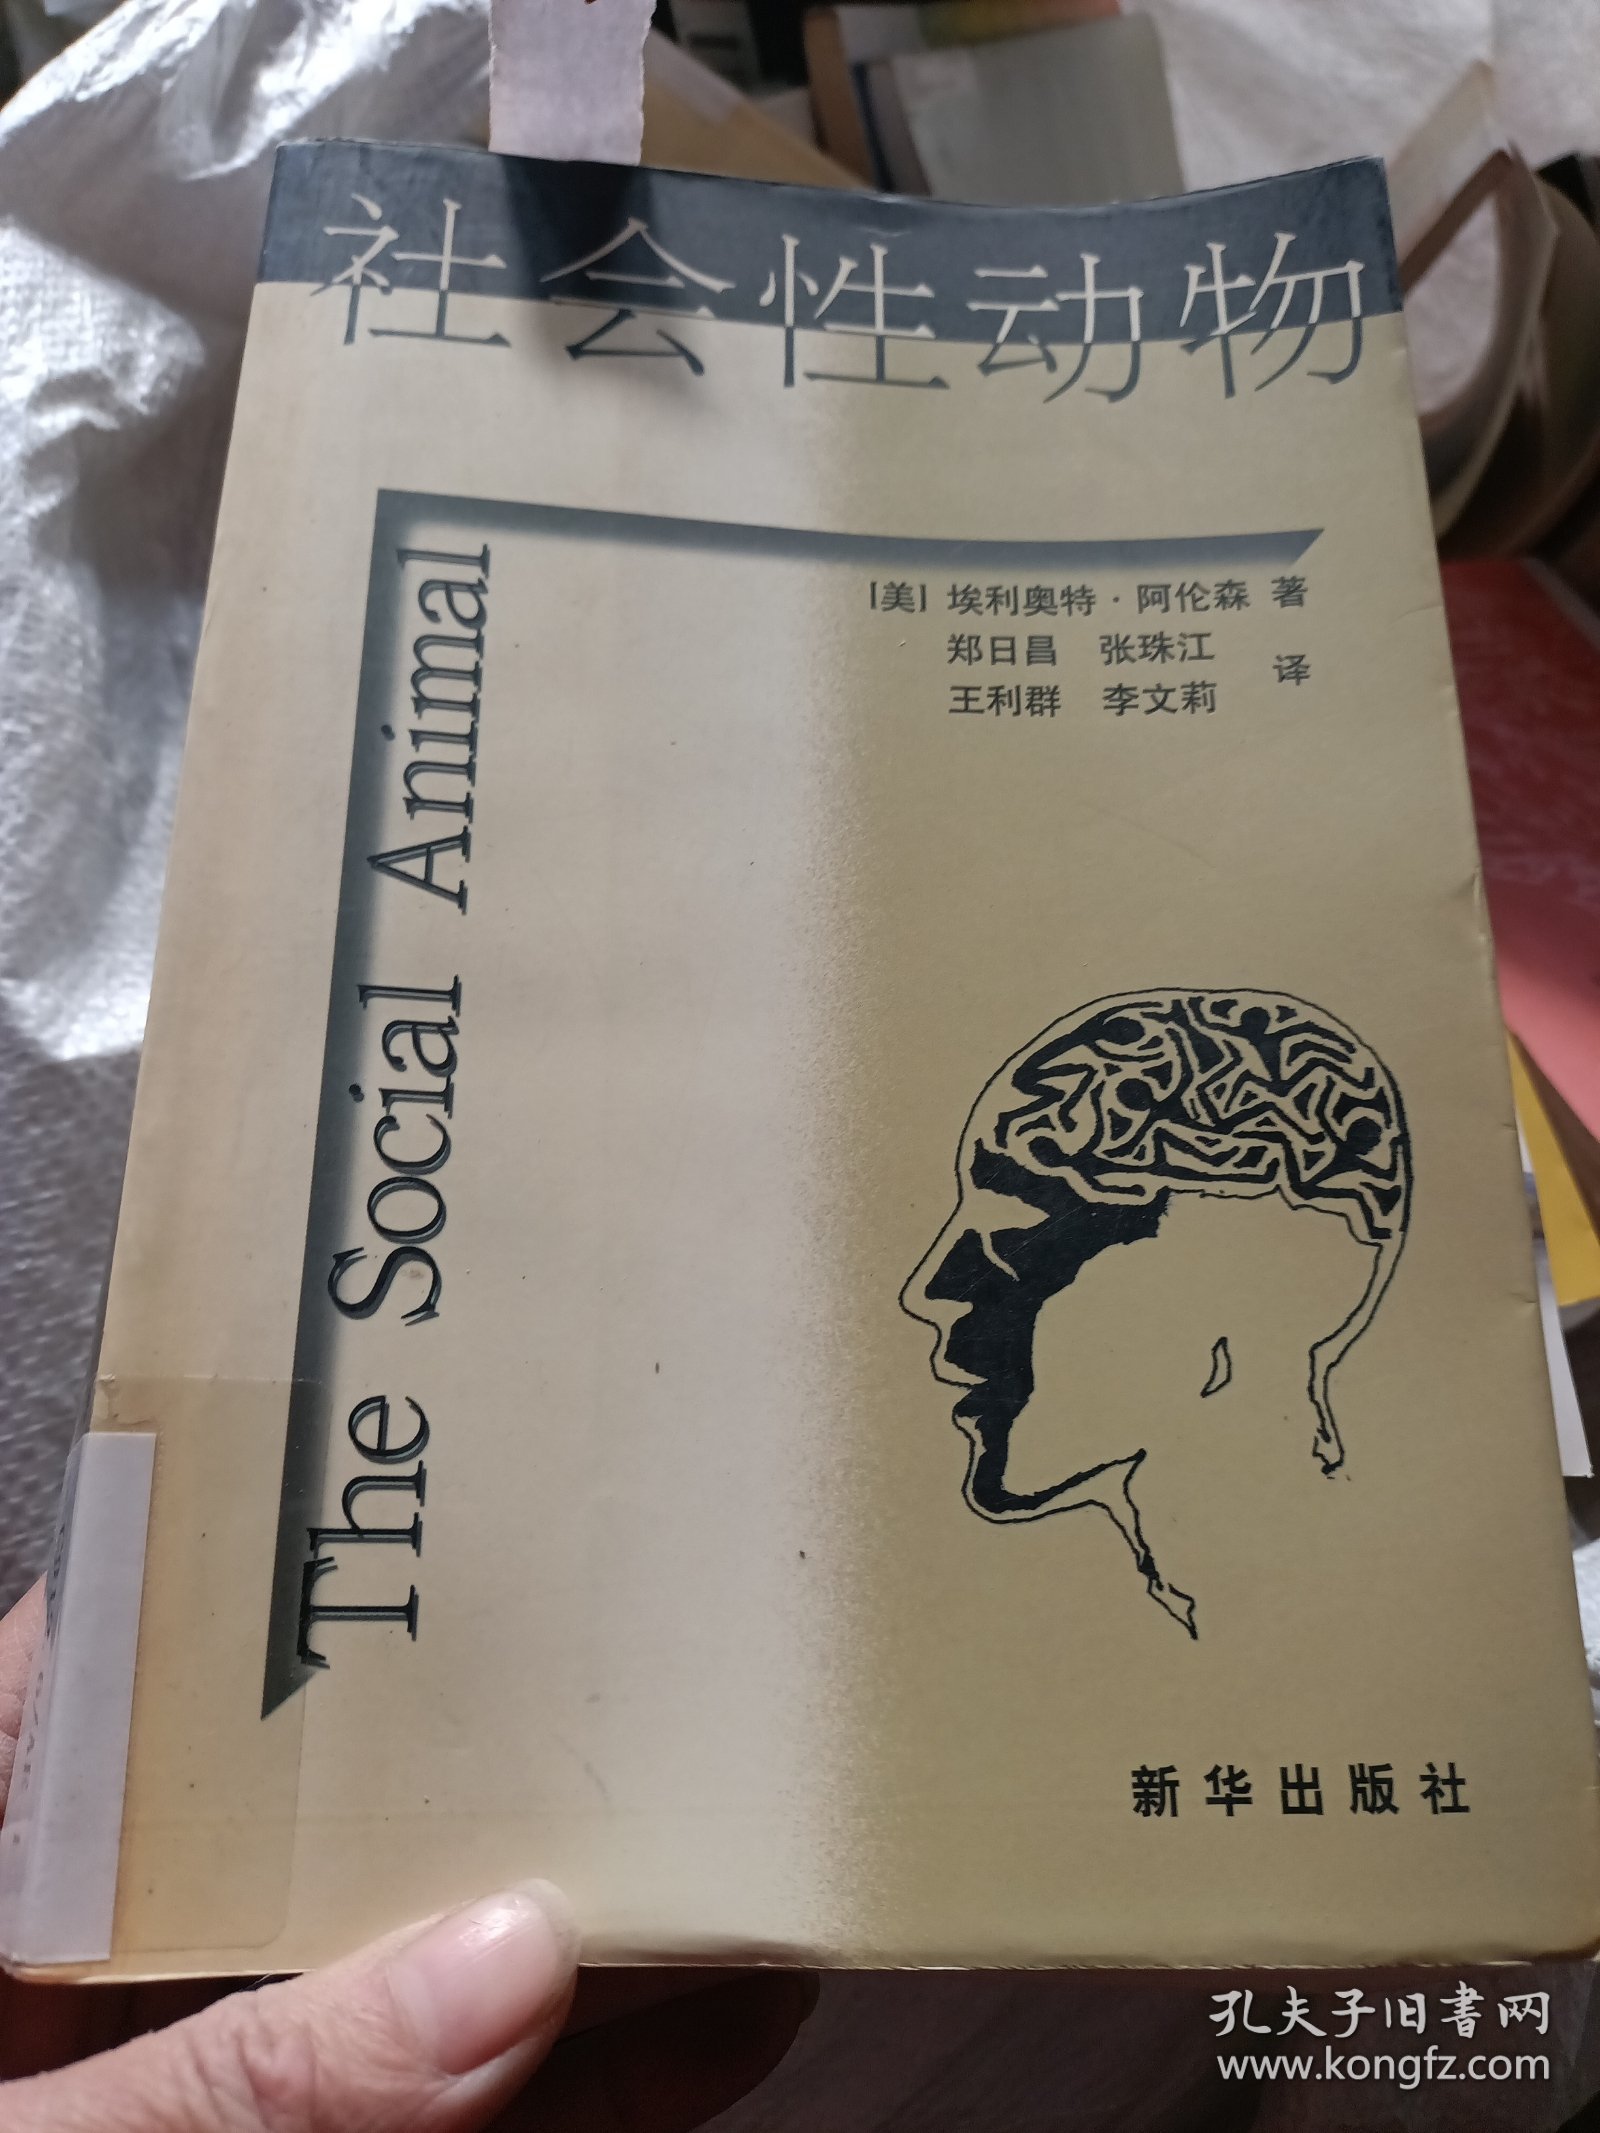 社会性动物
The Social Animal
[美] 埃利奥特·阿伦森 著
郑日昌 张珠江
王利群 李文莉 译
新华出版社
孔夫子旧书网
www.kongfz.com